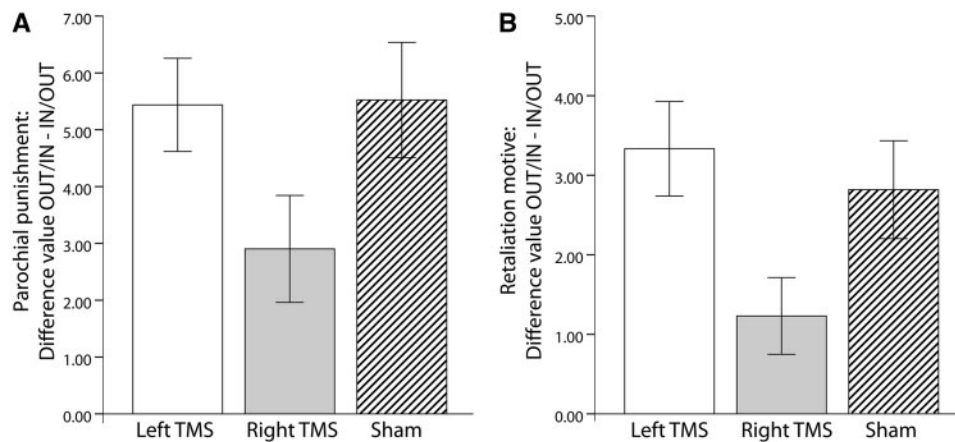 A
Parochial punishment:
Difference value OUT/IN - IN/OUT
7.00
6.00
5.00
4.00
3.00
2.00
1.00
0.00
Left TMS
Right TMS
Sham
B
Retaliation motive:
Difference value OUT/IN - IN/OUT
5.00
4.00
3.00
2.00
1.00
0.00
Left TMS
Right TMS
Sham